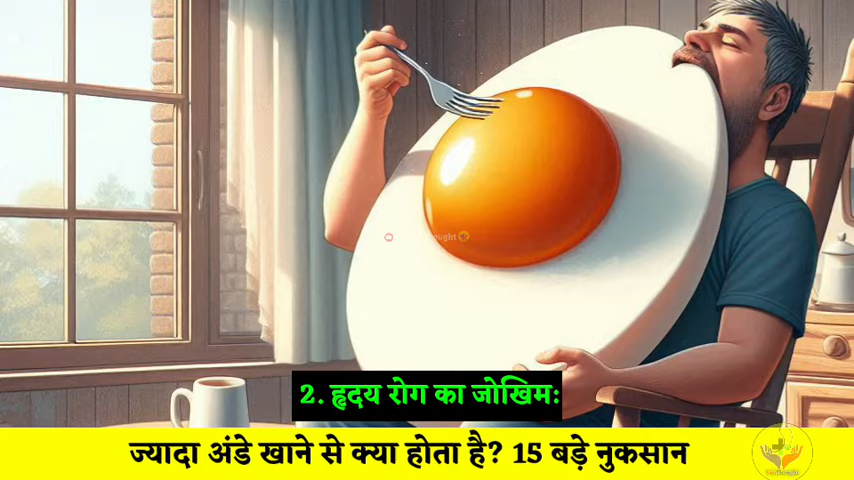 2. हृदय रोग का जोखिम:
ज्यादा अंडे खाने से क्या होता है? 15 बड़े नुकसान